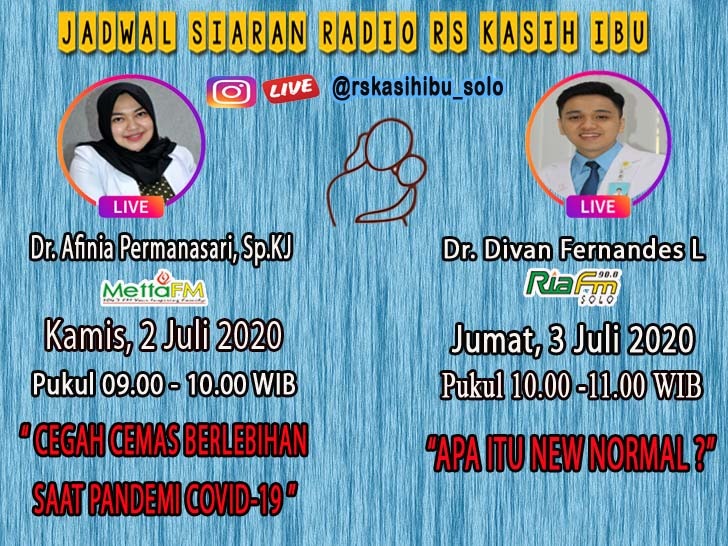 JADWAL SIARAN RADIO RS KASIH IBU
LIVE @rskasihibu_solo
LIVE
Dr. Afinia Permanasari, Sp.KJ
MettaFM
Kamis, 2 Juli 2020
Pukul 09.00 - 10.00 WIB
“ CEGAH CEMAS BERLEBIHAN
SAAT PANDEMI COVID-19 ”
LIVE
Dr. Divan Fernandes L
RiaFm 98.8
SOLO
Jumat, 3 Juli 2020
Pukul 10.00 -11.00 WIB
“APA ITU NEW NORMAL ?”